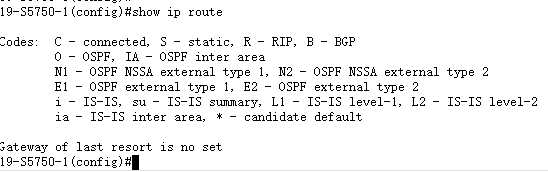 19-S5750-1(config)#show ip route
Codes:  C - connected, S - static, R - RIP, B - BGP
O - OSPF, IA - OSPF inter area
N1 - OSPF NSSA external type 1, N2 - OSPF NSSA external type 2
E1 - OSPF external type 1, E2 - OSPF external type 2
i - IS-IS, su - IS-IS summary, L1 - IS-IS level-1, L2 - IS-IS level-2
ia - IS-IS inter area, * - candidate default
Gateway of last resort is no set
19-S5750-1(config)#